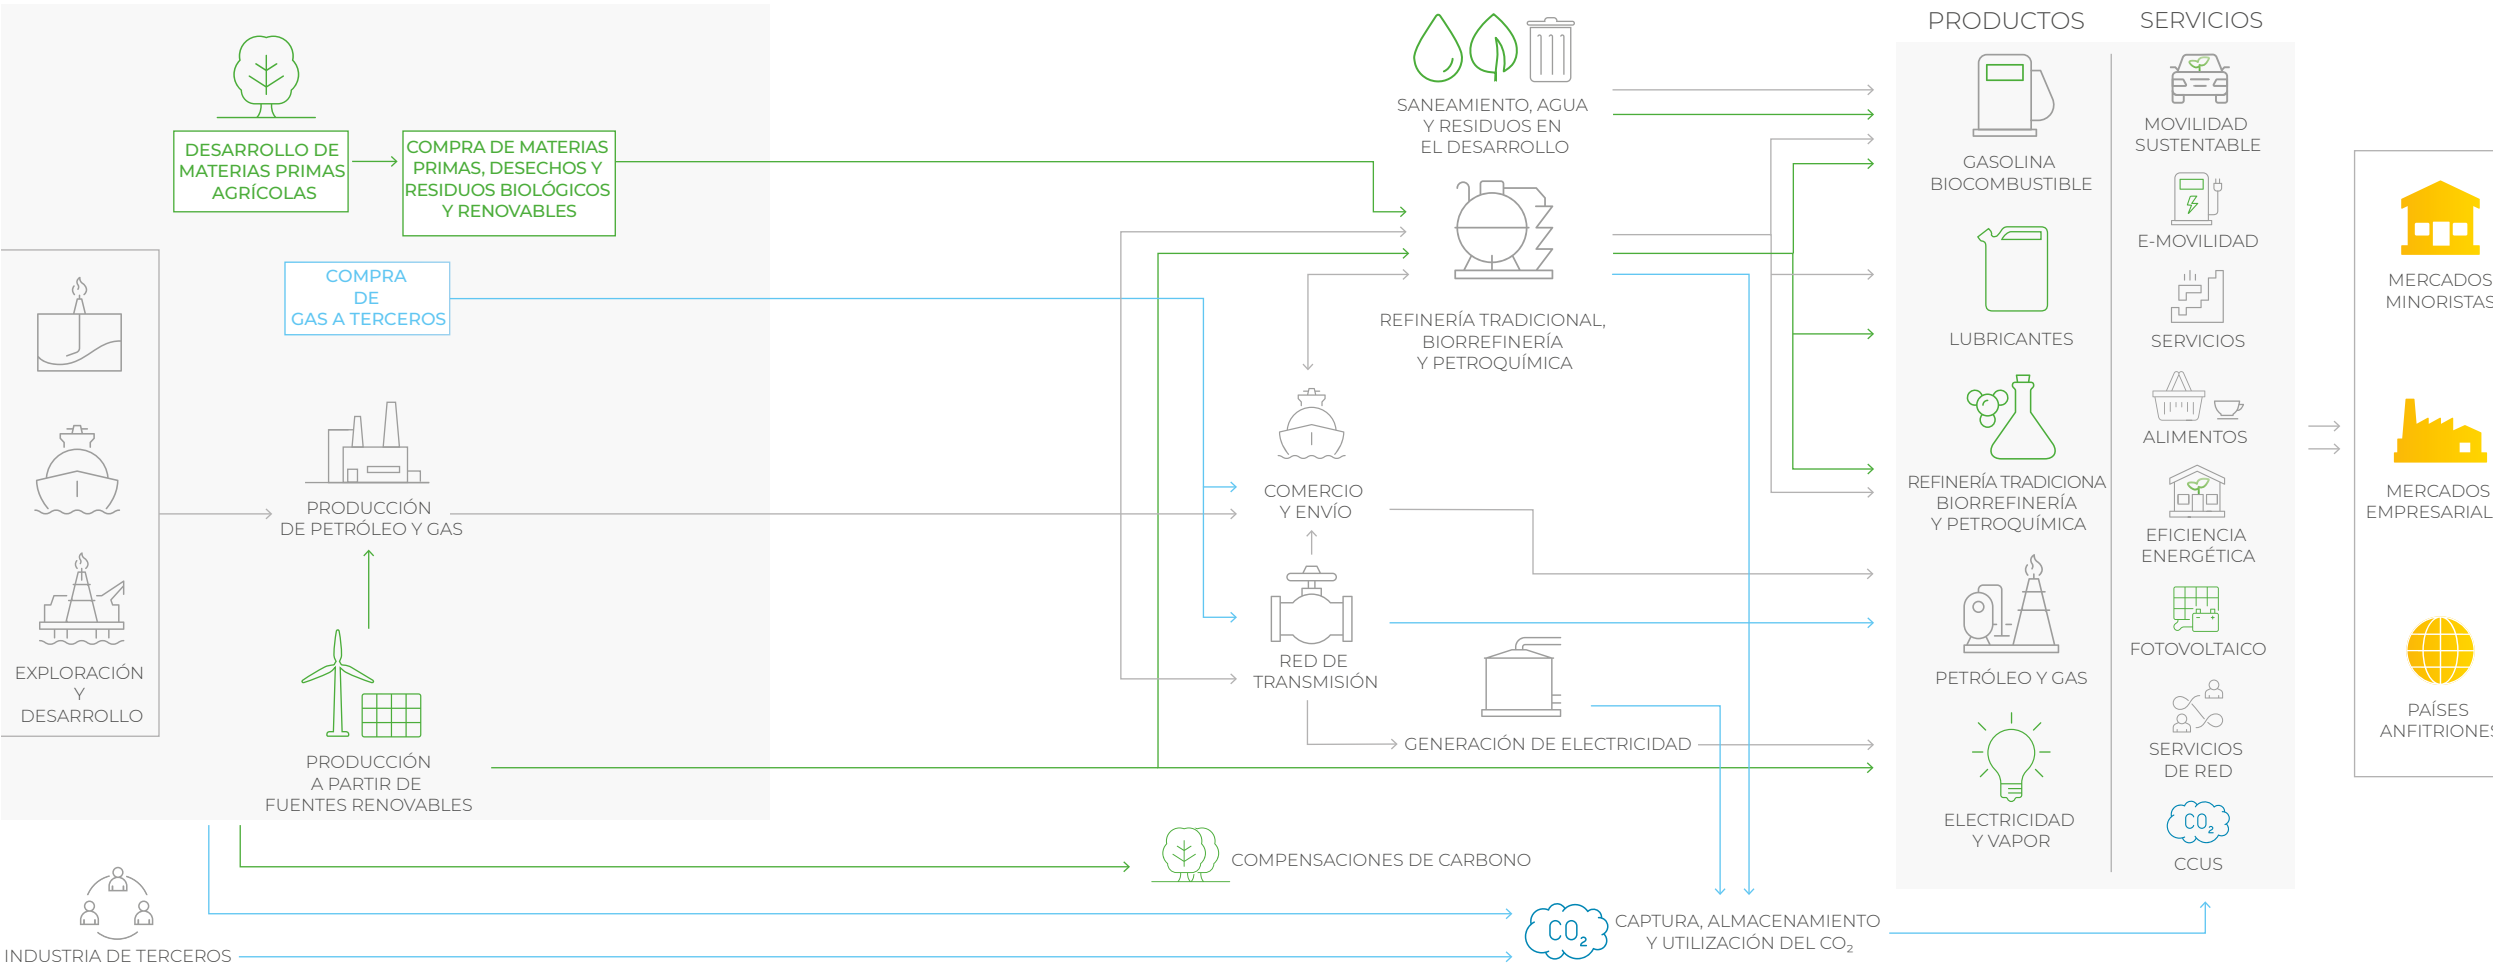 DESARROLLO DE
MATERIAS PRIMAS
AGRÍCOLAS
COMPRA DE MATERIAS
PRIMAS, DESECHOS Y
RESIDUOS BIOLÓGICOS
Y RENOVABLES
COMPRA
DE
GAS A TERCEROS
EXPLORACIÓN
Y
DESARROLLO
PRODUCCIÓN
DE PETRÓLEO Y GAS
PRODUCCIÓN
A PARTIR DE
FUENTES RENOVABLES
INDUSTRIA DE TERCEROS
SANEAMIENTO, AGUA
Y RESIDUOS EN
EL DESARROLLO
REFINERÍA TRADICIONAL,
BIORREFINERÍA
Y PETROQUÍMICA
COMERCIO
Y ENVÍO
RED DE
TRANSMISIÓN
GENERACIÓN DE ELECTRICIDAD
COMPENSACIONES DE CARBONO
CO₂
CAPTURA, ALMACENAMIENTO
Y UTILIZACIÓN DEL CO₂
PRODUCTOS
GASOLINA
BIOCOMBUSTIBLE
LUBRICANTES
REFINERÍA TRADICIONA
BIORREFINERÍA
Y PETROQUÍMICA
PETRÓLEO Y GAS
ELECTRICIDAD
Y VAPOR
SERVICIOS
MOVILIDAD
SUSTENTABLE
E-MOVILIDAD
SERVICIOS
ALIMENTOS
EFICIENCIA
ENERGÉTICA
FOTOVOLTAICO
SERVICIOS
DE RED
CO₂
CCUS
MERCADOS
MINORISTAS
MERCADOS
EMPRESARIAL
PAÍSES
ANFITRIONES